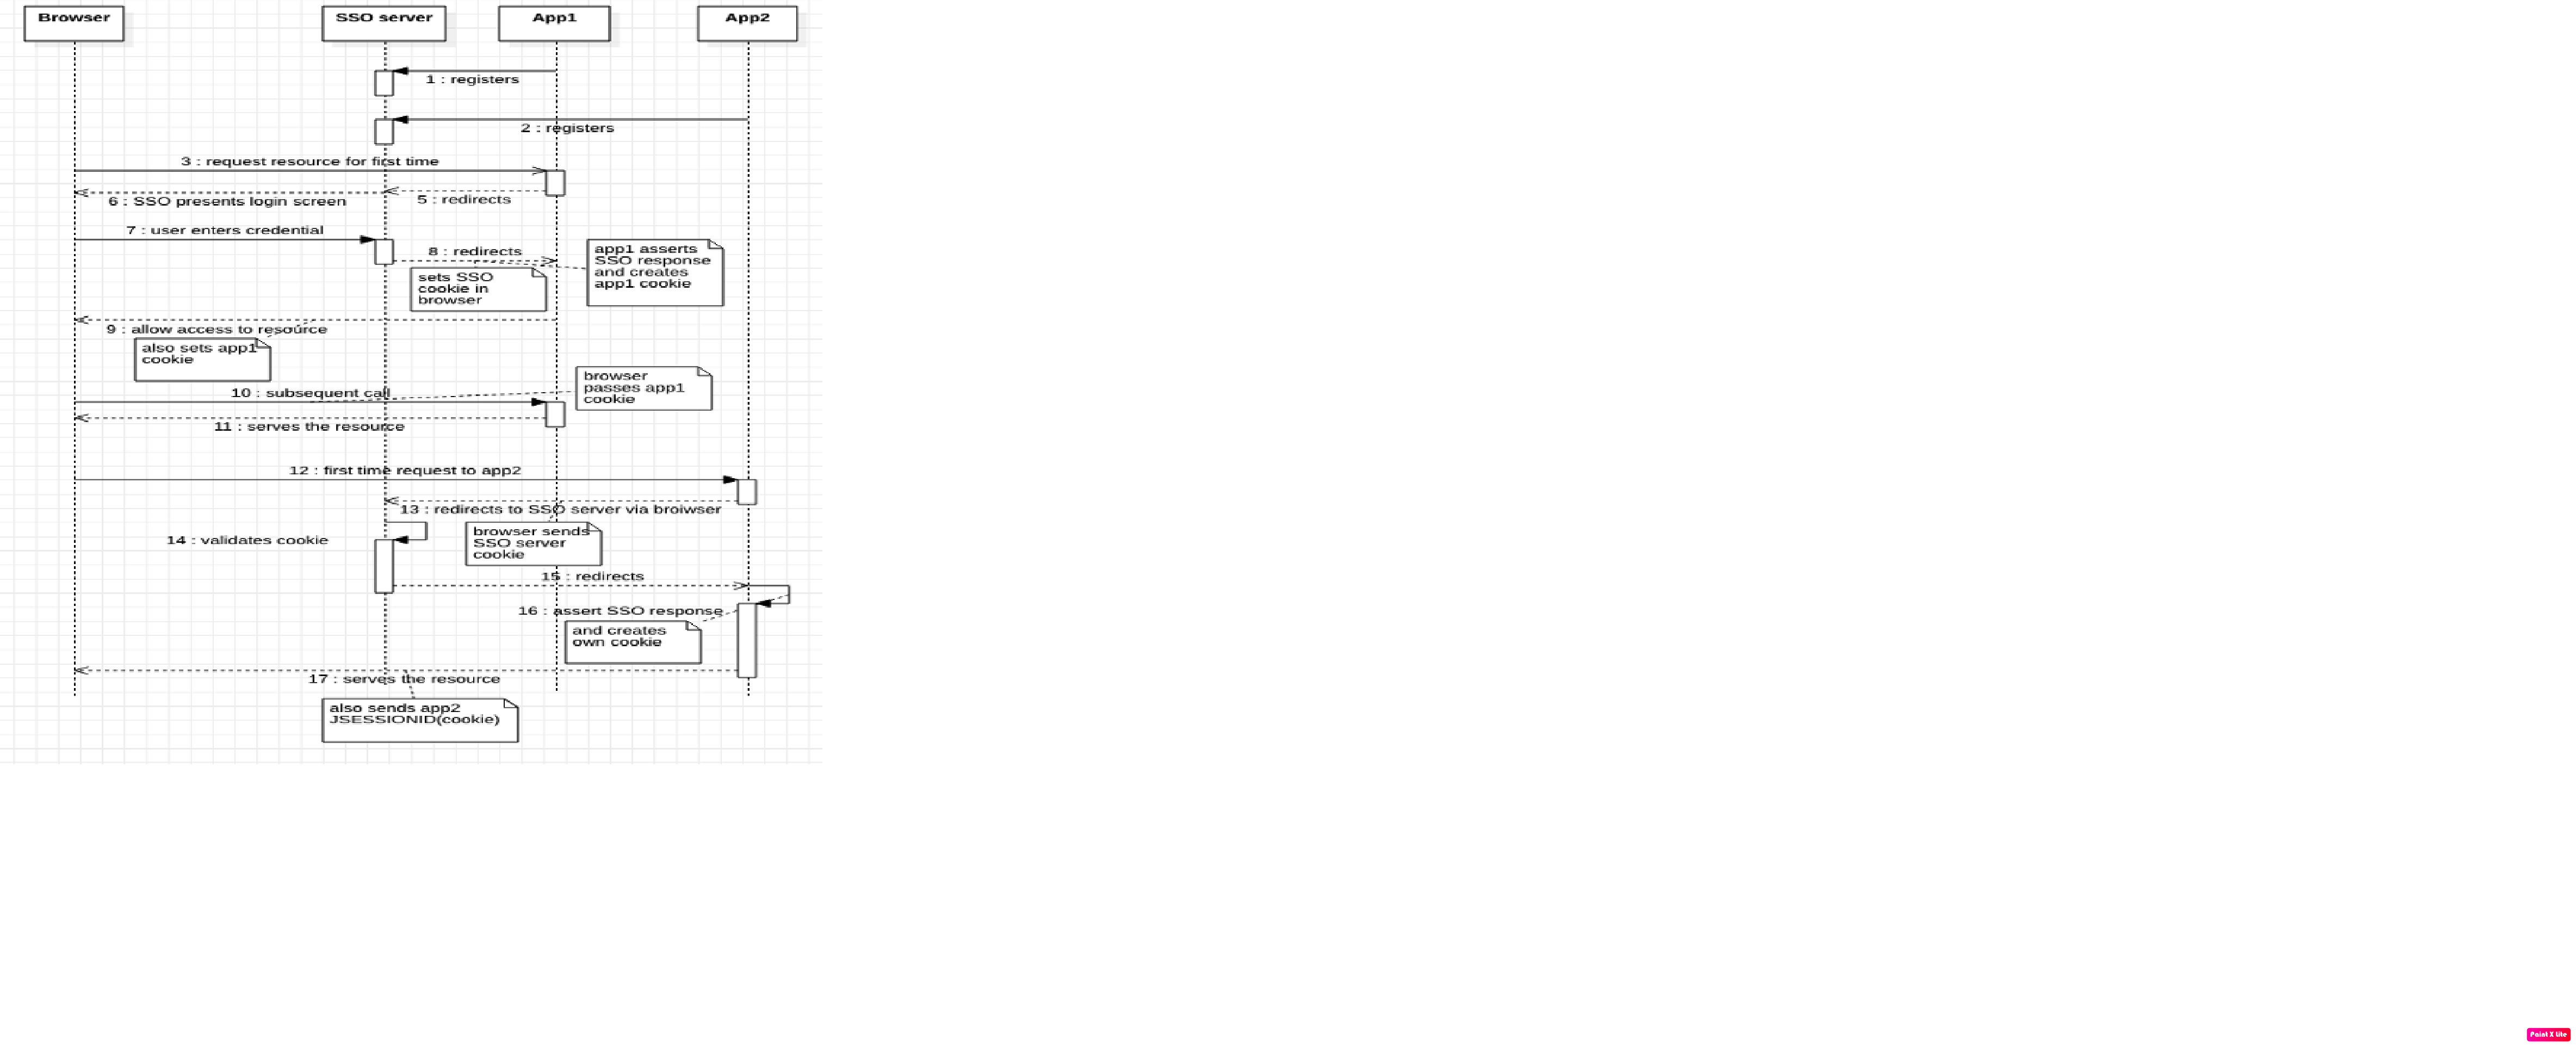 Browser
SSO server
App1
App2
1 : registers
2 : registers
3 : request resource for first time
5 : redirects
6 : SSO presents login screen
7 : user enters credential
8 : redirects
app1 asserts
SSO response
and creates
app1 cookie
sets SSO
cookie in
browser
9 : allow access to resource
also sets app1
cookie
browser
passes app1
cookie
10 : subsequent call
11 : serves the resource
12 : first time request to app2
13 : redirects to SSO server via broiwser
browser sends
SSO server
cookie
14 : validates cookie
15 : redirects
16 : assert SSO response
and creates
own cookie
17 : serves the resource
also sends app2
JSESSIONID(cookie)
Paint X lite